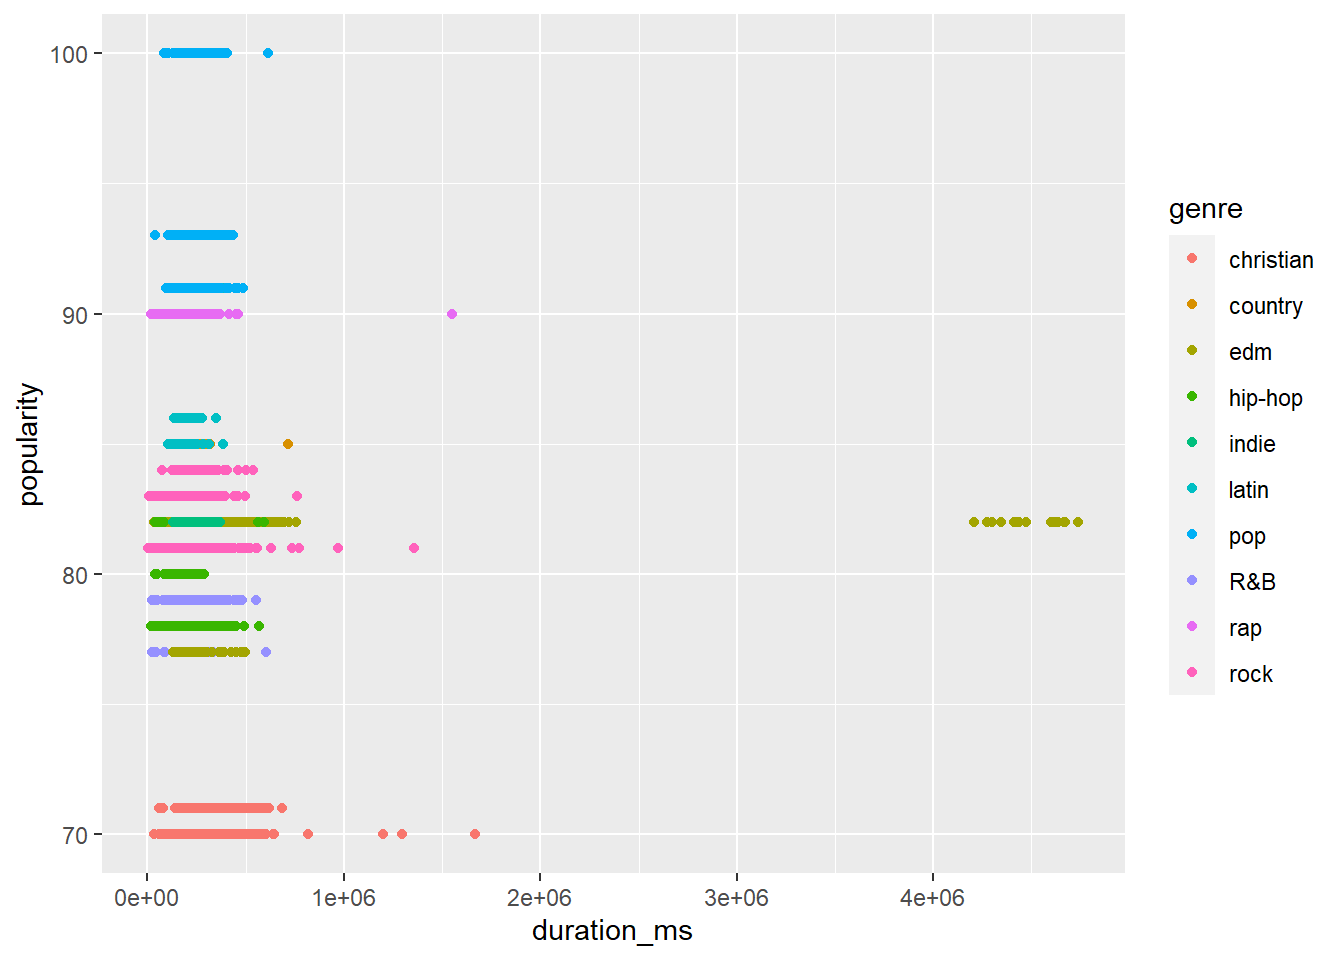 100
90
80
70
popularity
0e+00
1e+06
2e+06
3e+06
4e+06
duration_ms
genre
christian
country
edm
hip-hop
indie
latin
pop
R&B
rap
rock